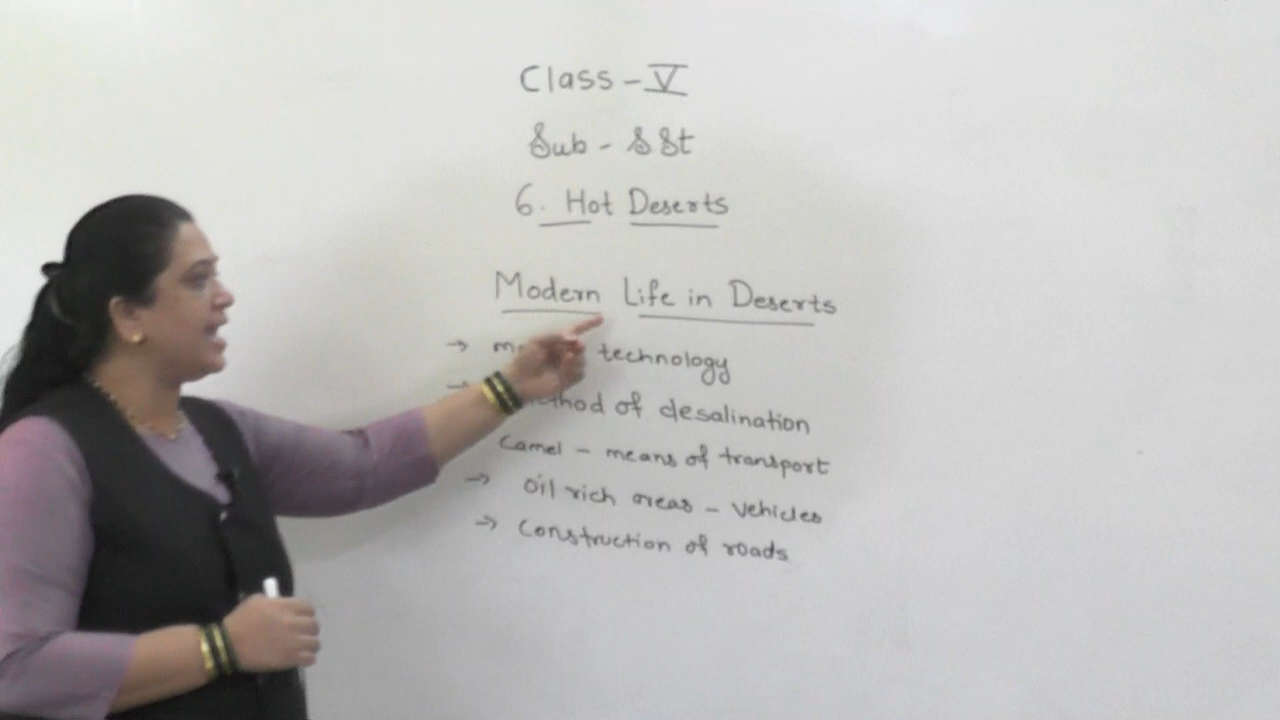 Class - V
Sub - SSt
6. Hot Deserts
Modern Life in Deserts
→ technology
→ of desalination
Camel - means of transport
→ Oil rich areas - vehicles
→ Construction of roads